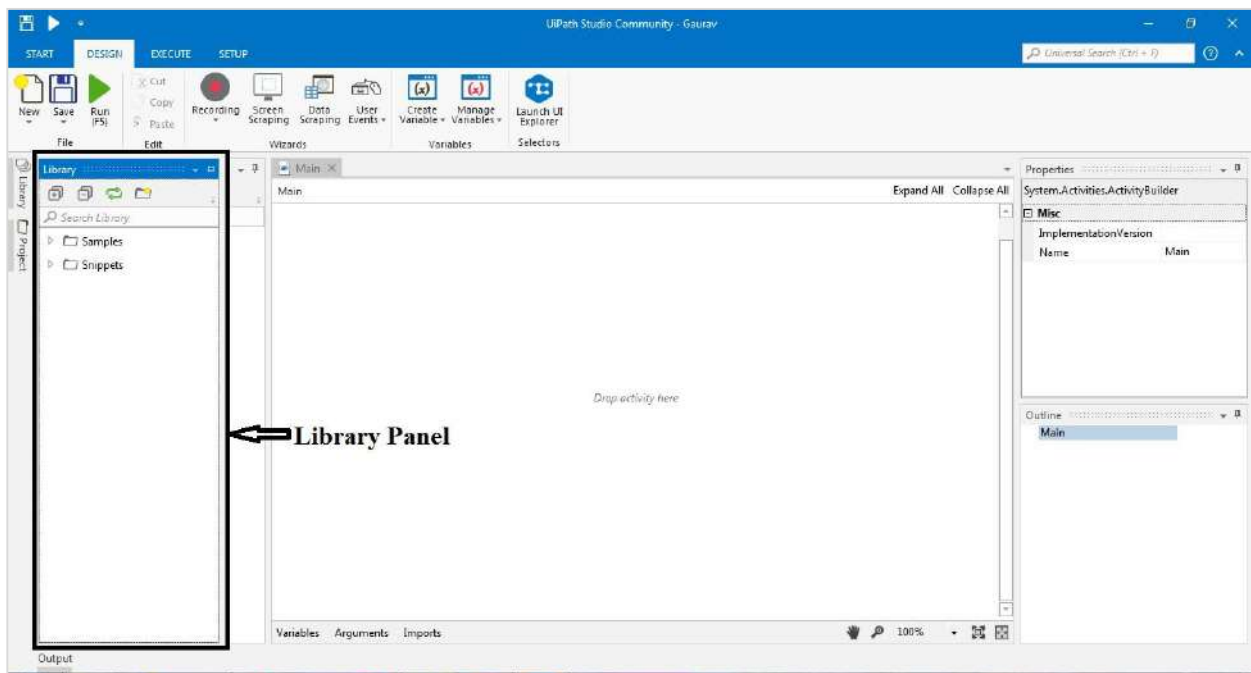 UiPath Studio Community - Gaurav
START DESIGN EXECUTE SETUP
Universal Search (Ctrl + F)
New Save Run (F5)
Cut
Copy
Paste
Recording
Screen Scraping
Data Scraping
User Events
Create Variable
Manage Variables
Launch UI Explorer
File Edit Wizards Variables Selectors
Library
Project
Library
Search Library
Samples
Snippets
Main
Main Expand All Collapse All
Drop activity here
Library Panel
Variables Arguments Imports 100%
Properties
System.Activities.ActivityBuilder
Misc
ImplementationVersion
Name Main
Outline
Main
Output